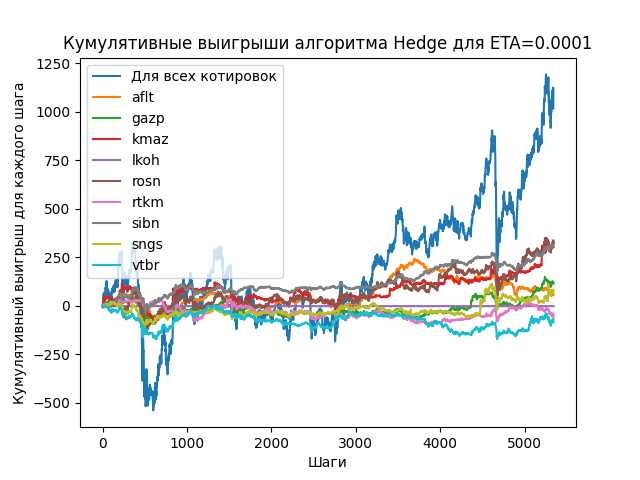 Кумулятивные выигрыши алгоритма Hedge для ETA=0.0001
Кумулятивный выигрыш для каждого шага
1250
1000
750
500
250
0
−250
−500
Для всех котировок
aflt
gazp
kmaz
lkoh
rosn
rtkm
sibn
sngs
vtbr
0 1000 2000 3000 4000 5000
Шаги